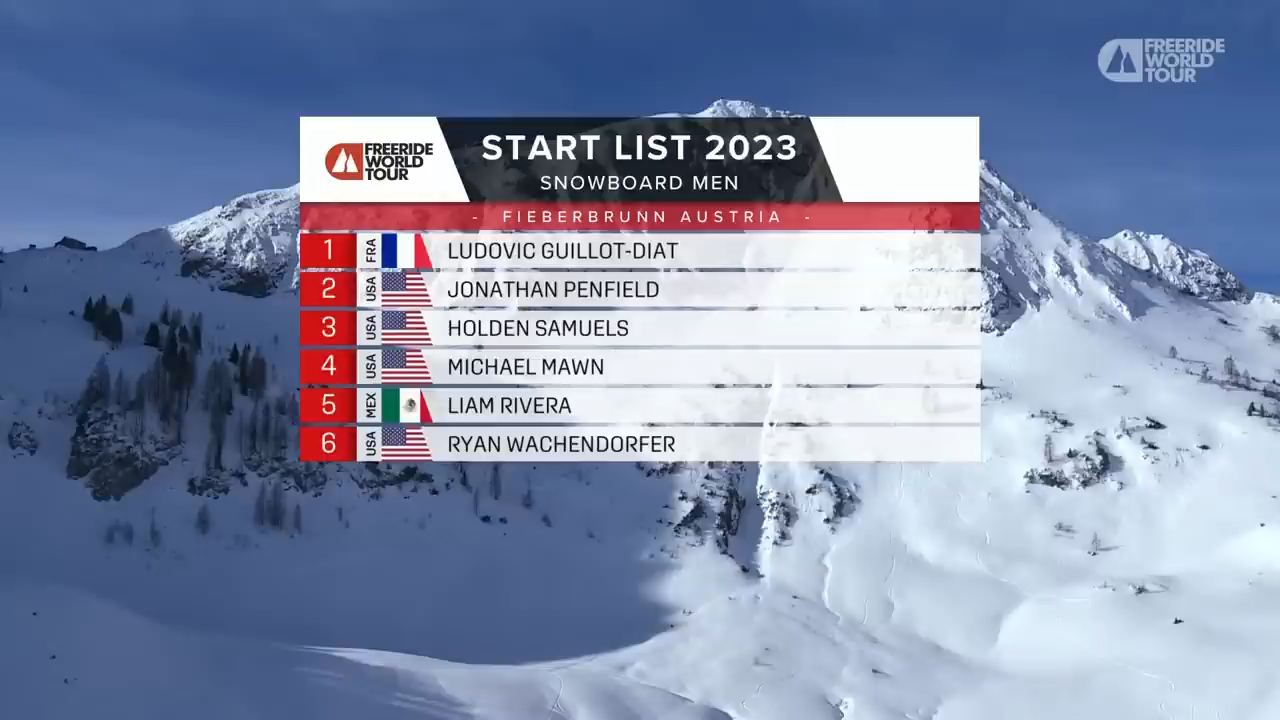 FREERIDE
WORLD
TOUR
FREERIDE
WORLD
TOUR
START LIST 2023
SNOWBOARD MEN
- FIEBERBRUNN AUSTRIA -
1 FRA LUDOVIC GUILLOT-DIAT
2 USA JONATHAN PENFIELD
3 USA HOLDEN SAMUELS
4 USA MICHAEL MAWN
5 MEX LIAM RIVERA
6 USA RYAN WACHENDORFER